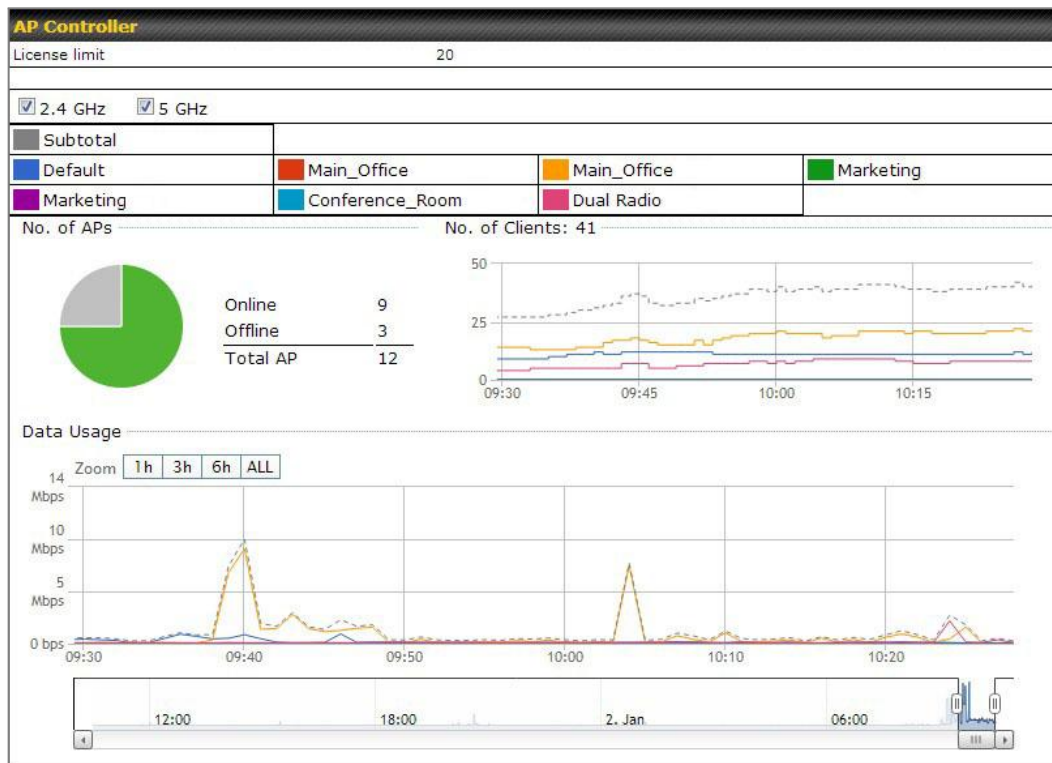 AP Controller
License limit 20
2.4 GHz 5 GHz
Subtotal
Default Main_Office Main_Office Marketing
Marketing Conference_Room Dual Radio
No. of APs No. of Clients: 41
Online 9
Offline 3
Total AP 12
50
25
0
09:30 09:45 10:00 10:15
Data Usage
Zoom 1h 3h 6h ALL
14
Mbps
10
Mbps
5
Mbps
0 bps
09:30 09:40 09:50 10:00 10:10 10:20
12:00 18:00 2. Jan 06:00